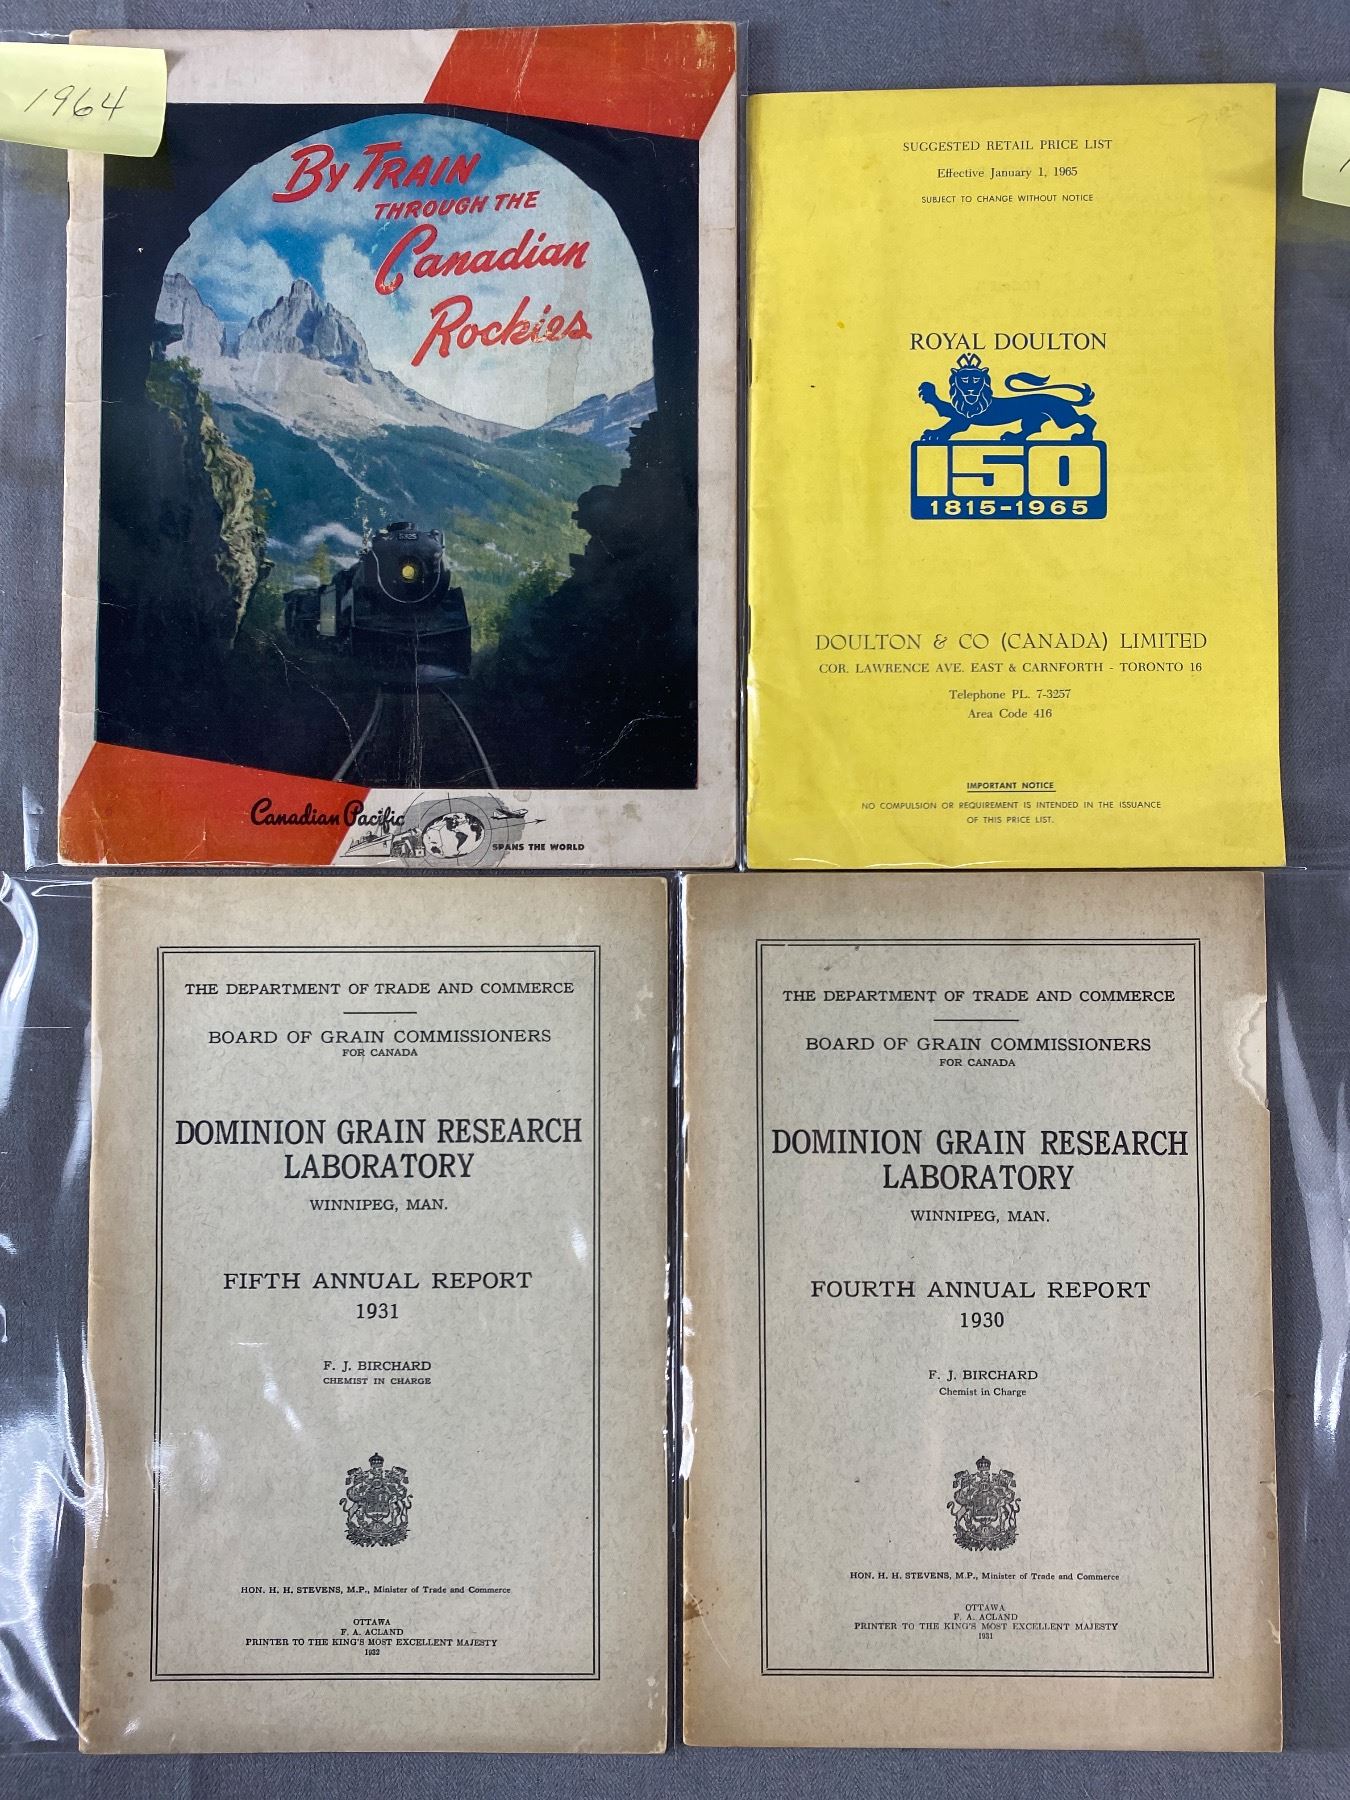 1964
By Train
through the
Canadian
Rockies
5925
Canadian Pacific
SPANS THE WORLD
SUGGESTED RETAIL PRICE LIST
Effective January 1, 1965
SUBJECT TO CHANGE WITHOUT NOTICE
ROYAL DOULTON
150
1815-1965
DOULTON & CO (CANADA) LIMITED
COR. LAWRENCE AVE. EAST & CARNFORTH - TORONTO 16
Telephone PL. 7-3257
Area Code 416
IMPORTANT NOTICE
NO COMPULSION OR REQUIREMENT IS INTENDED IN THE ISSUANCE
OF THIS PRICE LIST.
THE DEPARTMENT OF TRADE AND COMMERCE
BOARD OF GRAIN COMMISSIONERS
FOR CANADA
DOMINION GRAIN RESEARCH
LABORATORY
WINNIPEG, MAN.
FIFTH ANNUAL REPORT
1931
F. J. BIRCHARD
CHEMIST IN CHARGE
HON. H. H. STEVENS, M.P., Minister of Trade and Commerce
OTTAWA
F. A. ACLAND
PRINTER TO THE KING'S MOST EXCELLENT MAJESTY
1932
THE DEPARTMENT OF TRADE AND COMMERCE
BOARD OF GRAIN COMMISSIONERS
FOR CANADA
DOMINION GRAIN RESEARCH
LABORATORY
WINNIPEG, MAN.
FOURTH ANNUAL REPORT
1930
F. J. BIRCHARD
Chemist in Charge
HON. H. H. STEVENS, M.P., Minister of Trade and Commerce
OTTAWA
F. A. ACLAND
PRINTER TO THE KING'S MOST EXCELLENT MAJESTY
1931